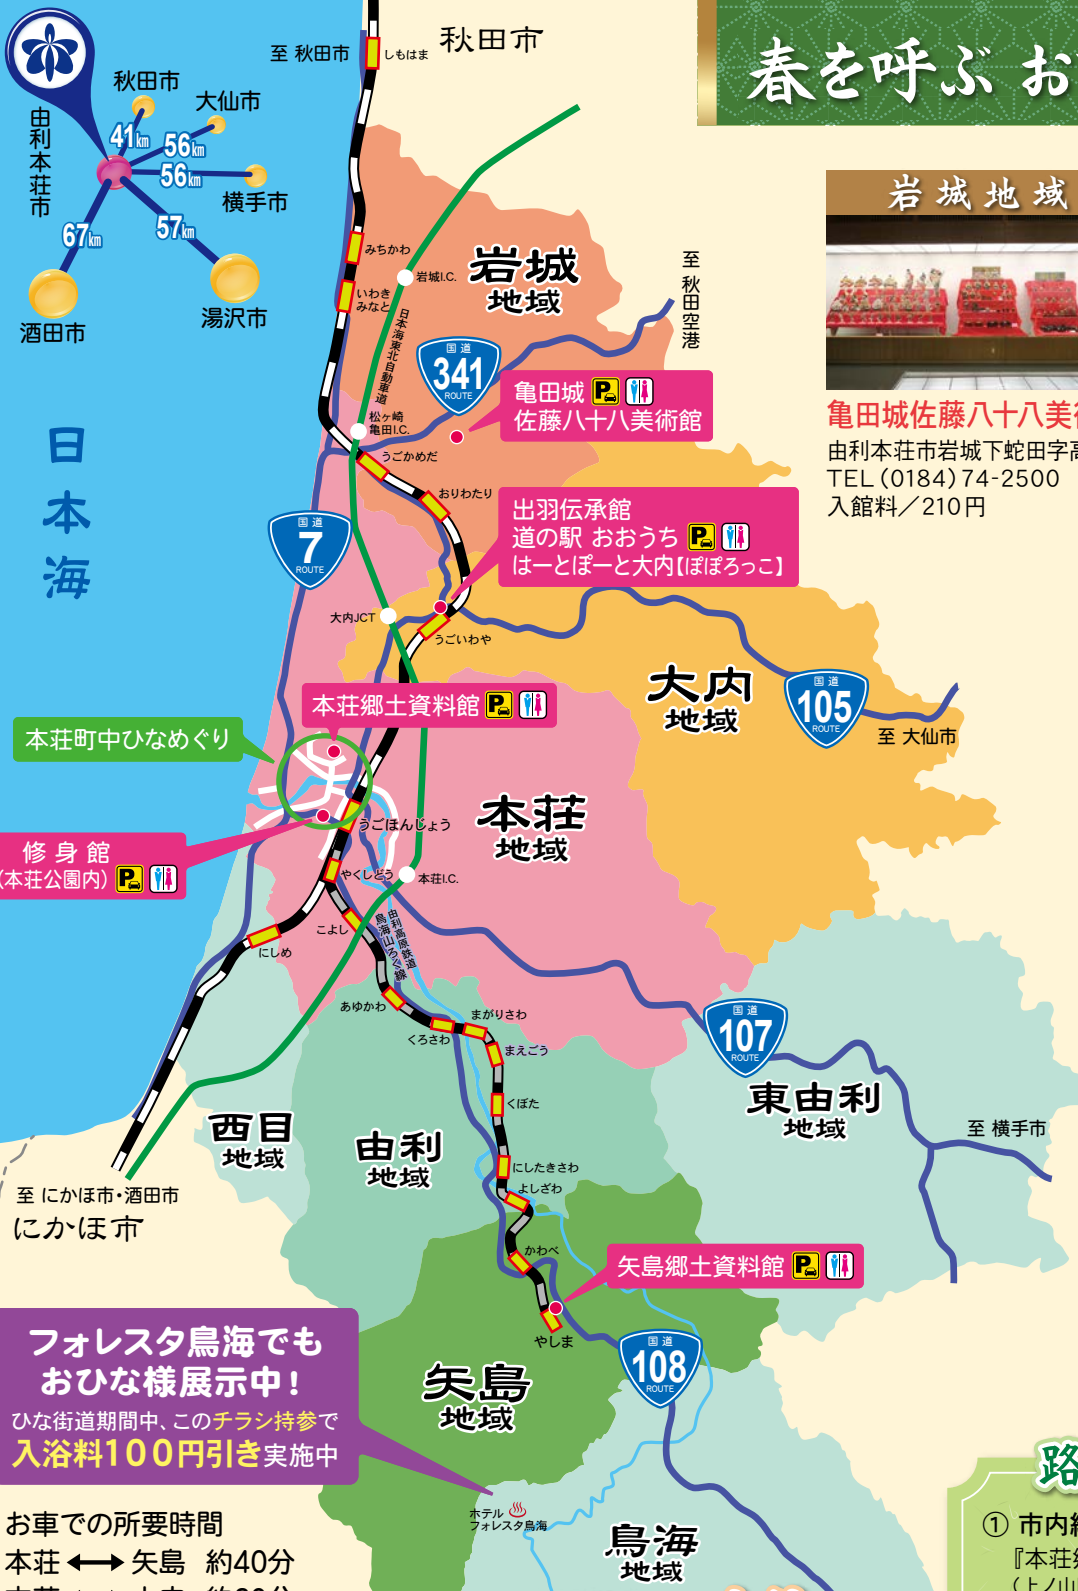 春を呼ぶ お
秋田市
大仙市
横手市
湯沢市
酒田市
由利本荘市
41km
56km
56km
57km
67km
日本海
至 秋田市
秋田市
しもはま
みちかわ
いわき
みなと
岩城I.C.
日本海東北自動車道
岩城
地域
至 秋田空港
国道
341
ROUTE
亀田城 P
佐藤八十八美術館
松ヶ崎
亀田I.C.
うごかめだ
おりわたり
国道
7
ROUTE
出羽伝承館
道の駅 おおうち P
はーとぽーと大内【ぽぽろっこ】
大内JCT
うごいわや
大内
地域
国道
105
ROUTE
至 大仙市
本荘郷土資料館 P
本荘町中ひなめぐり
修身館
(本荘公園内) P
うごほんじょう
本荘
地域
やくしどう
本荘I.C.
こよし
由利高原鉄道
鳥海山ろく線
にしめ
あゆかわ
くろさわ
まがりさわ
まえごう
くぼた
にしたきさわ
よしざわ
かわべ
やしま
国道
107
ROUTE
東由利
地域
至 横手市
西目
地域
由利
地域
至 にかほ市・酒田市
にかほ市
矢島郷土資料館 P
国道
108
ROUTE
矢島
地域
フォレスタ鳥海でも
おひな様展示中!
ひな街道期間中、このチラシ持参で
入浴料100円引き実施中
ホテル
フォレスタ鳥海
鳥海
地域
お車での所要時間
本荘 ⟷ 矢島 約40分
岩城地域
亀田城佐藤八十八美
由利本荘市岩城下蛇田字高
TEL(0184)74-2500
入館料/210円
路
① 市内
『本荘